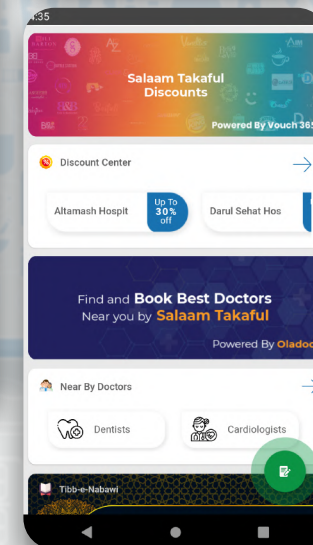 4:35
Salaam Takaful
Discounts
Powered By Vouch 365
Discount Center
Altamash Hospit
Up To
30%
off
Darul Sehat Hos
Find and Book Best Doctors
Near you by Salaam Takaful
Powered By Oladoc
Near By Doctors
Dentists
Cardiologists
Tibb-e-Nabawi